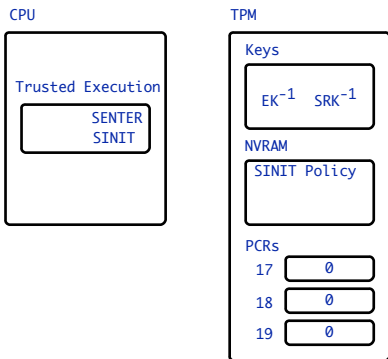 CPU
Trusted Execution
SENTER
SINIT
TPM
Keys
EK-1 SRK-1
NVRAM
SINIT Policy
PCRs
17 0
18 0
19 0